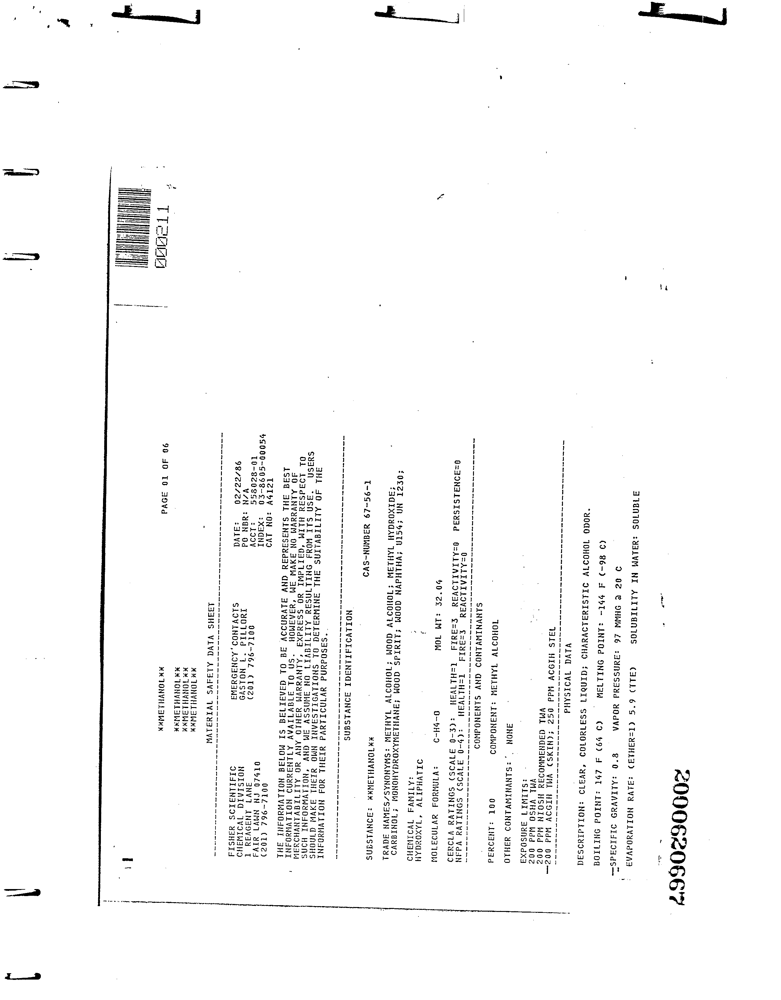 000211
**METHANOL**
PAGE 01 OF 06
**METHANOL**
**METHANOL**
**METHANOL**
MATERIAL SAFETY DATA SHEET
FISHER SCIENTIFIC EMERGENCY CONTACTS DATE: 02/22/86
CHEMICAL DIVISION GASTON L. PILLORI PO NBR: N/A
1 REAGENT LANE (201) 796-7100 ACCT: 558028-01
FAIR LAWN NJ 07410 INDEX: 03-8605-00054
(201) 796-7100 CAT NO: A4121
THE INFORMATION BELOW IS BELIEVED TO BE ACCURATE AND REPRESENTS THE BEST
INFORMATION CURRENTLY AVAILABLE TO US. HOWEVER, WE MAKE NO WARRANTY OF
MERCHANTABILITY OR ANY OTHER WARRANTY, EXPRESS OR IMPLIED, WITH RESPECT TO
SUCH INFORMATION, AND WE ASSUME NO LIABILITY RESULTING FROM ITS USE. USERS
SHOULD MAKE THEIR OWN INVESTIGATIONS TO DETERMINE THE SUITABILITY OF THE
INFORMATION FOR THEIR PARTICULAR PURPOSES.
SUBSTANCE IDENTIFICATION
CAS-NUMBER 67-56-1
SUBSTANCE: **METHANOL**
TRADE NAMES/SYNONYMS: METHYL ALCOHOL; WOOD ALCOHOL; METHYL HYDROXIDE;
CARBINOL; MONOHYDROXYMETHANE; WOOD SPIRIT; WOOD NAPHTHA; U154; UN 1230;
CHEMICAL FAMILY:
HYDROXYL, ALIPHATIC
MOLECULAR FORMULA: C-H4-O MOL WT: 32.04
CERCLA RATINGS (SCALE 0-3): HEALTH=1 FIRE=3 REACTIVITY=0 PERSISTENCE=0
NFPA RATINGS (SCALE 0-4): HEALTH=1 FIRE=3 REACTIVITY=0
COMPONENTS AND CONTAMINANTS
PERCENT: 100 COMPONENT: METHYL ALCOHOL
OTHER CONTAMINANTS: NONE
EXPOSURE LIMITS:
200 PPM OSHA TWA
200 PPM NIOSH RECOMMENDED TWA
200 PPM ACGIH TWA (SKIN); 250 PPM ACGIH STEL
PHYSICAL DATA
DESCRIPTION: CLEAR, COLORLESS LIQUID; CHARACTERISTIC ALCOHOL ODOR.
BOILING POINT: 147 F (64 C) MELTING POINT: -144 F (-98 C)
SPECIFIC GRAVITY: 0.8 VAPOR PRESSURE: 97 MMHG @ 20 C
EVAPORATION RATE: (ETHER=1) 5.9 (TTE) SOLUBILITY IN WATER: SOLUBLE
2000620667